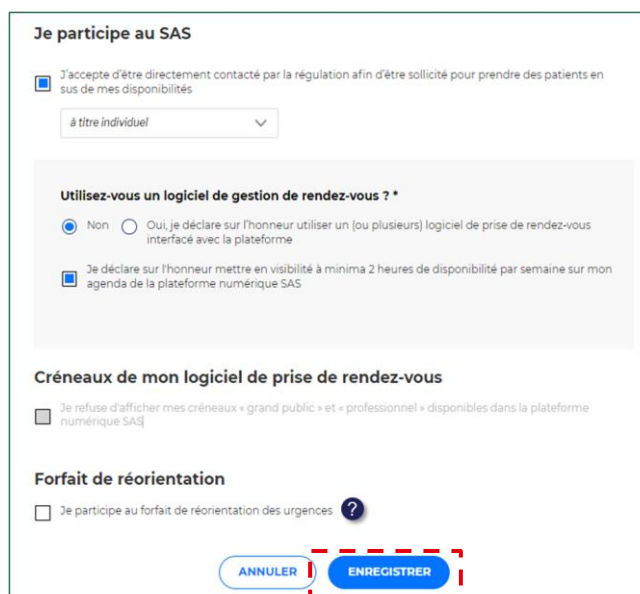 Je participe au SAS
J'accepte d'être directement contacté par la régulation afin d'être sollicité pour prendre des patients en
sus de mes disponibilités
à titre individuel
Utilisez-vous un logiciel de gestion de rendez-vous ? *
Non
Oui, je déclare sur l'honneur utiliser un (ou plusieurs) logiciel de prise de rendez-vous
interfacé avec la plateforme
Je déclare sur l'honneur mettre en visibilité à minima 2 heures de disponibilité par semaine sur mon
agenda de la plateforme numérique SAS
Créneaux de mon logiciel de prise de rendez-vous
Je refuse d'afficher mes créneaux « grand public » et « professionnel » disponibles dans la plateforme
numérique SAS
Forfait de réorientation
Je participe au forfait de réorientation des urgences ?
ANNULER
ENREGISTRER